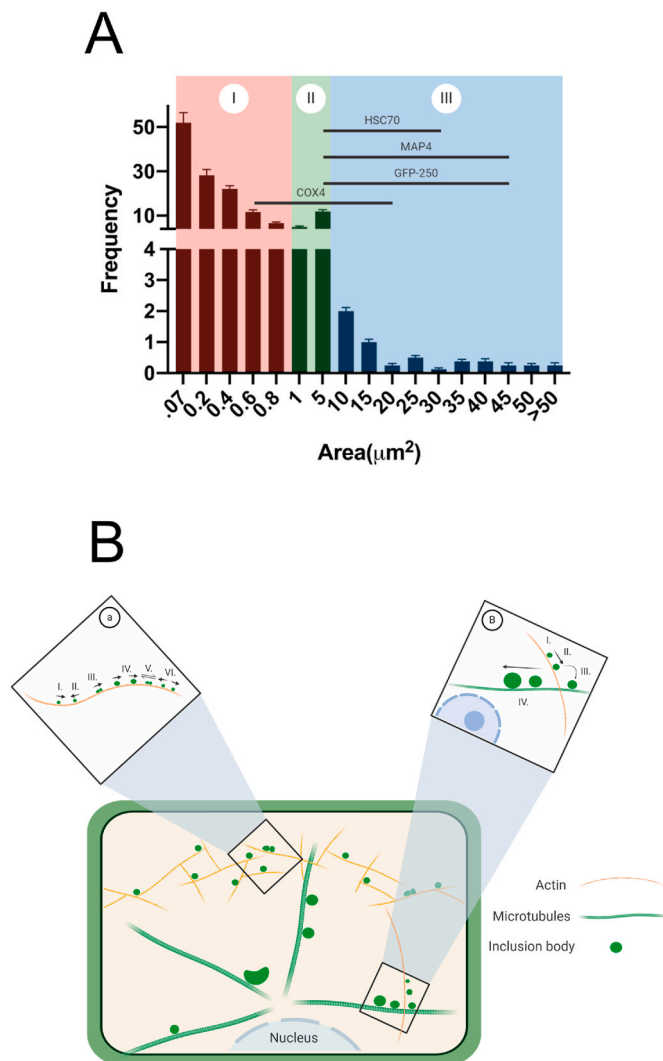 A
I II III
HSC70
MAP4
GFP-250
COX4
50
30
10
4
3
2
1
0
Frequency
.07 0.2 0.4 0.6 0.8 1 5 10 15 20 25 30 35 40 45 50 >50
Area(μm²)
B
a
I. II. III. IV. V. VI.
B
I.
II.
III.
IV.
Actin
Microtubules
Inclusion body
Nucleus